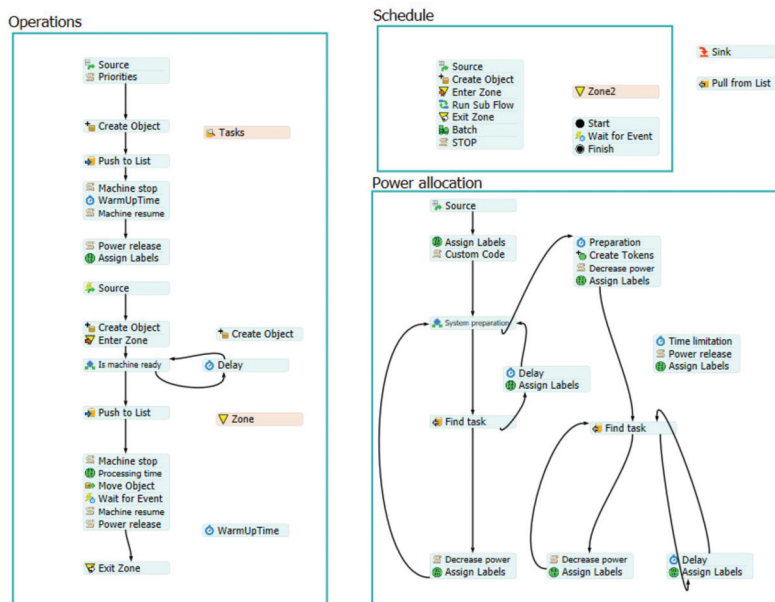 Operations
Source
Priorities
Create Object
Tasks
Push to List
Machine stop
WarmUpTime
Machine resume
Power release
Assign Labels
Source
Create Object
Enter Zone
Create Object
Is machine ready
Delay
Push to List
Zone
Machine stop
Processing time
Move Object
Wait for Event
Machine resume
Power release
WarmUpTime
Exit Zone
Schedule
Source
Create Object
Enter Zone
Run Sub Flow
Exit Zone
Batch
STOP
Zone2
Start
Wait for Event
Finish
Sink
Pull from List
Power allocation
Source
Assign Labels
Custom Code
Preparation
Create Tokens
Decrease power
Assign Labels
System preparation
Time limitation
Power release
Assign Labels
Delay
Assign Labels
Find task
Find task
Decrease power
Assign Labels
Decrease power
Assign Labels
Delay
Assign Labels